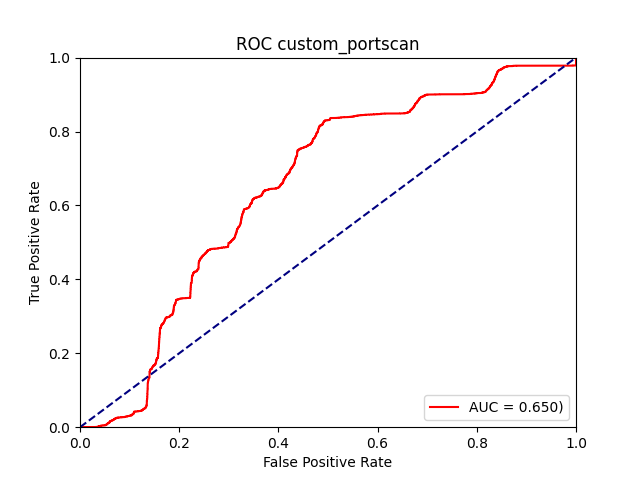 ROC custom_portscan
1.0
0.8
0.6
0.4
0.2
0.0
True Positive Rate
AUC = 0.650)
0.0 0.2 0.4 0.6 0.8 1.0
False Positive Rate